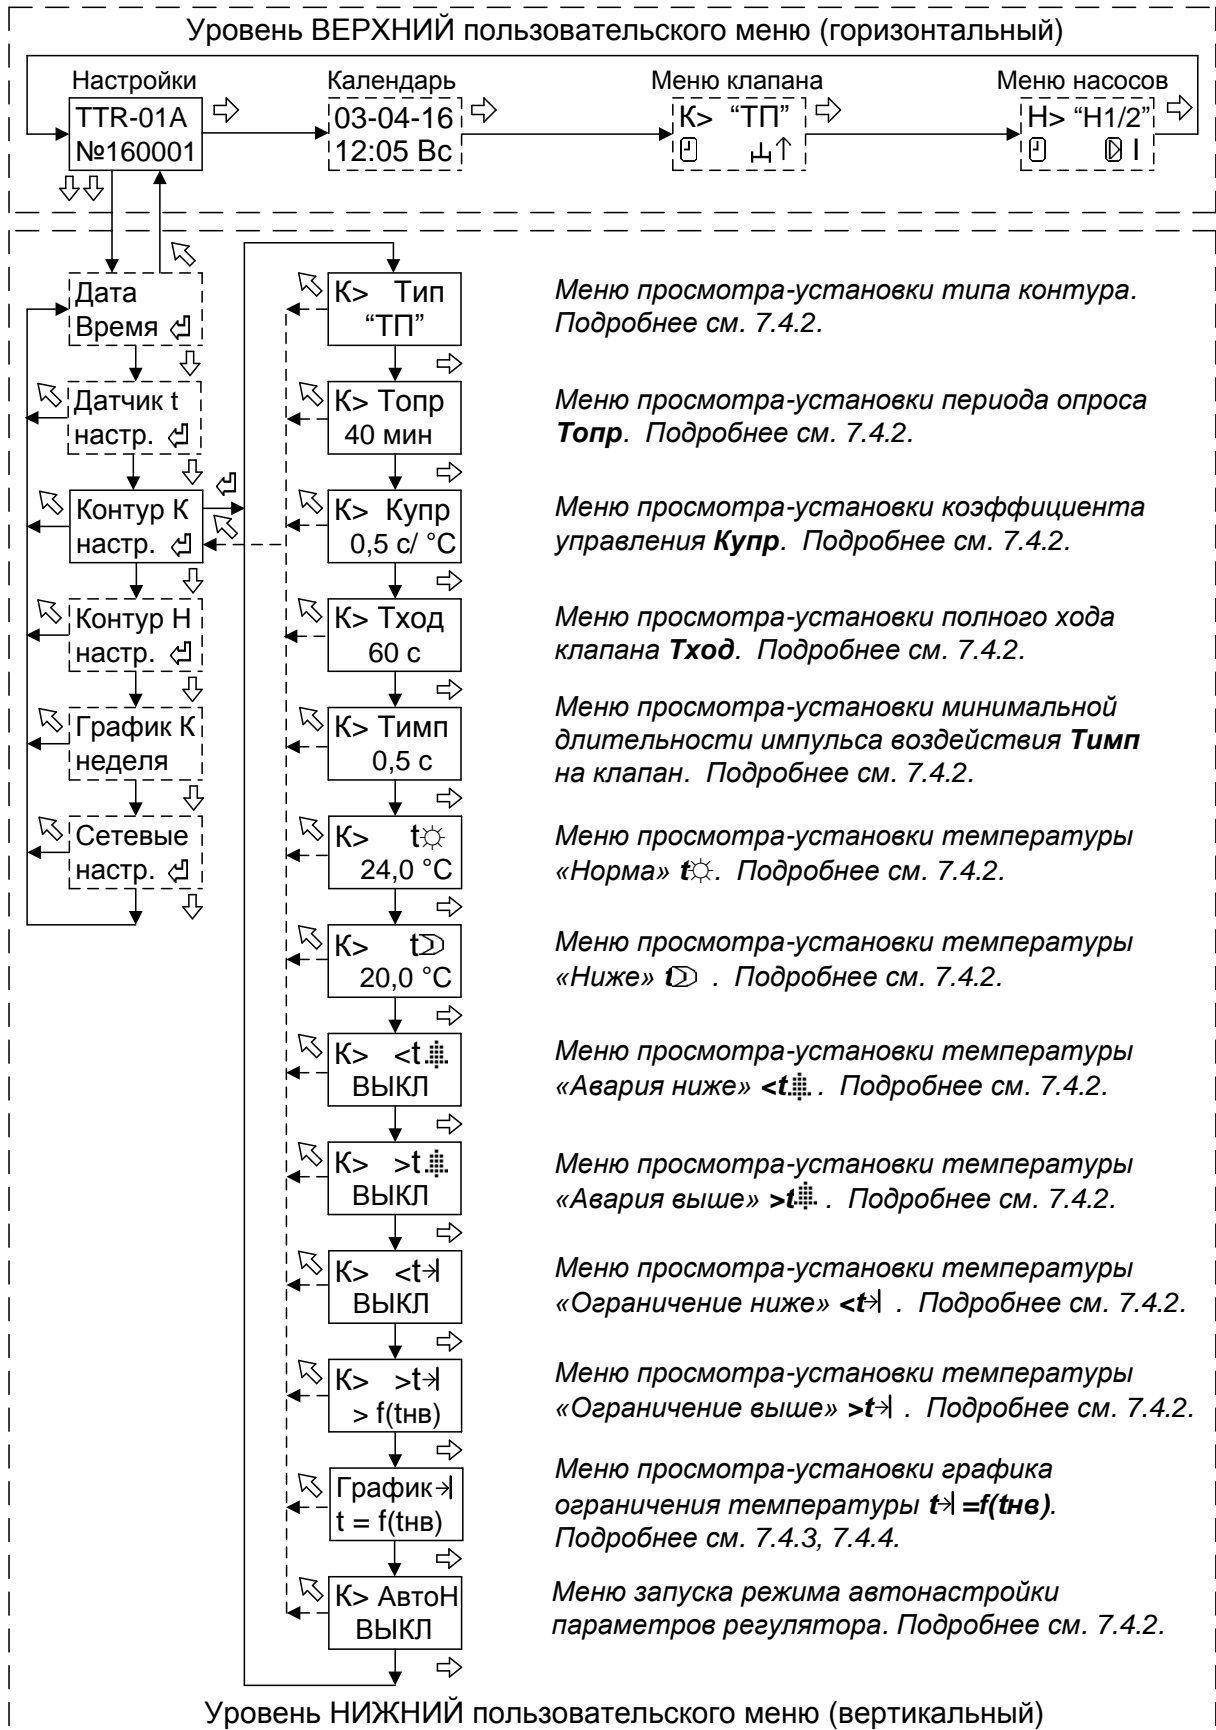 Уровень ВЕРХНИЙ пользовательского меню (горизонтальный)
Настройки
TTR-01A
№160001
Календарь
03-04-16
12:05 Вс
Меню клапана
К> “ТП”
Меню насосов
Н> “Н1/2”
Дата
Время
Датчик t
настр.
Контур К
настр.
Контур Н
настр.
График К
неделя
Сетевые
настр.
К> Тип
“ТП”
Меню просмотра-установки типа контура.
Подробнее см. 7.4.2.
К> Топр
40 мин
Меню просмотра-установки периода опроса
Топр. Подробнее см. 7.4.2.
К> Купр
0,5 с/ °С
Меню просмотра-установки коэффициента
управления Купр. Подробнее см. 7.4.2.
К> Тход
60 с
Меню просмотра-установки полного хода
клапана Тход. Подробнее см. 7.4.2.
К> Тимп
0,5 с
Меню просмотра-установки минимальной
длительности импульса воздействия Тимп
на клапан. Подробнее см. 7.4.2.
К> t☼
24,0 °С
Меню просмотра-установки температуры
«Норма» t☼. Подробнее см. 7.4.2.
К> t
20,0 °С
Меню просмотра-установки температуры
«Ниже» t . Подробнее см. 7.4.2.
К> <t
ВЫКЛ
Меню просмотра-установки температуры
«Авария ниже» <t . Подробнее см. 7.4.2.
К> >t
ВЫКЛ
Меню просмотра-установки температуры
«Авария выше» >t . Подробнее см. 7.4.2.
К> <t→|
ВЫКЛ
Меню просмотра-установки температуры
«Ограничение ниже» <t→| . Подробнее см. 7.4.2.
К> >t→|
> f(tнв)
Меню просмотра-установки температуры
«Ограничение выше» >t→| . Подробнее см. 7.4.2.
График→|
t = f(tнв)
Меню просмотра-установки графика
ограничения температуры t→| =f(tнв).
Подробнее см. 7.4.3, 7.4.4.
К> АвтоН
ВЫКЛ
Меню запуска режима автонастройки
параметров регулятора. Подробнее см. 7.4.2.
Уровень НИЖНИЙ пользовательского меню (вертикальный)